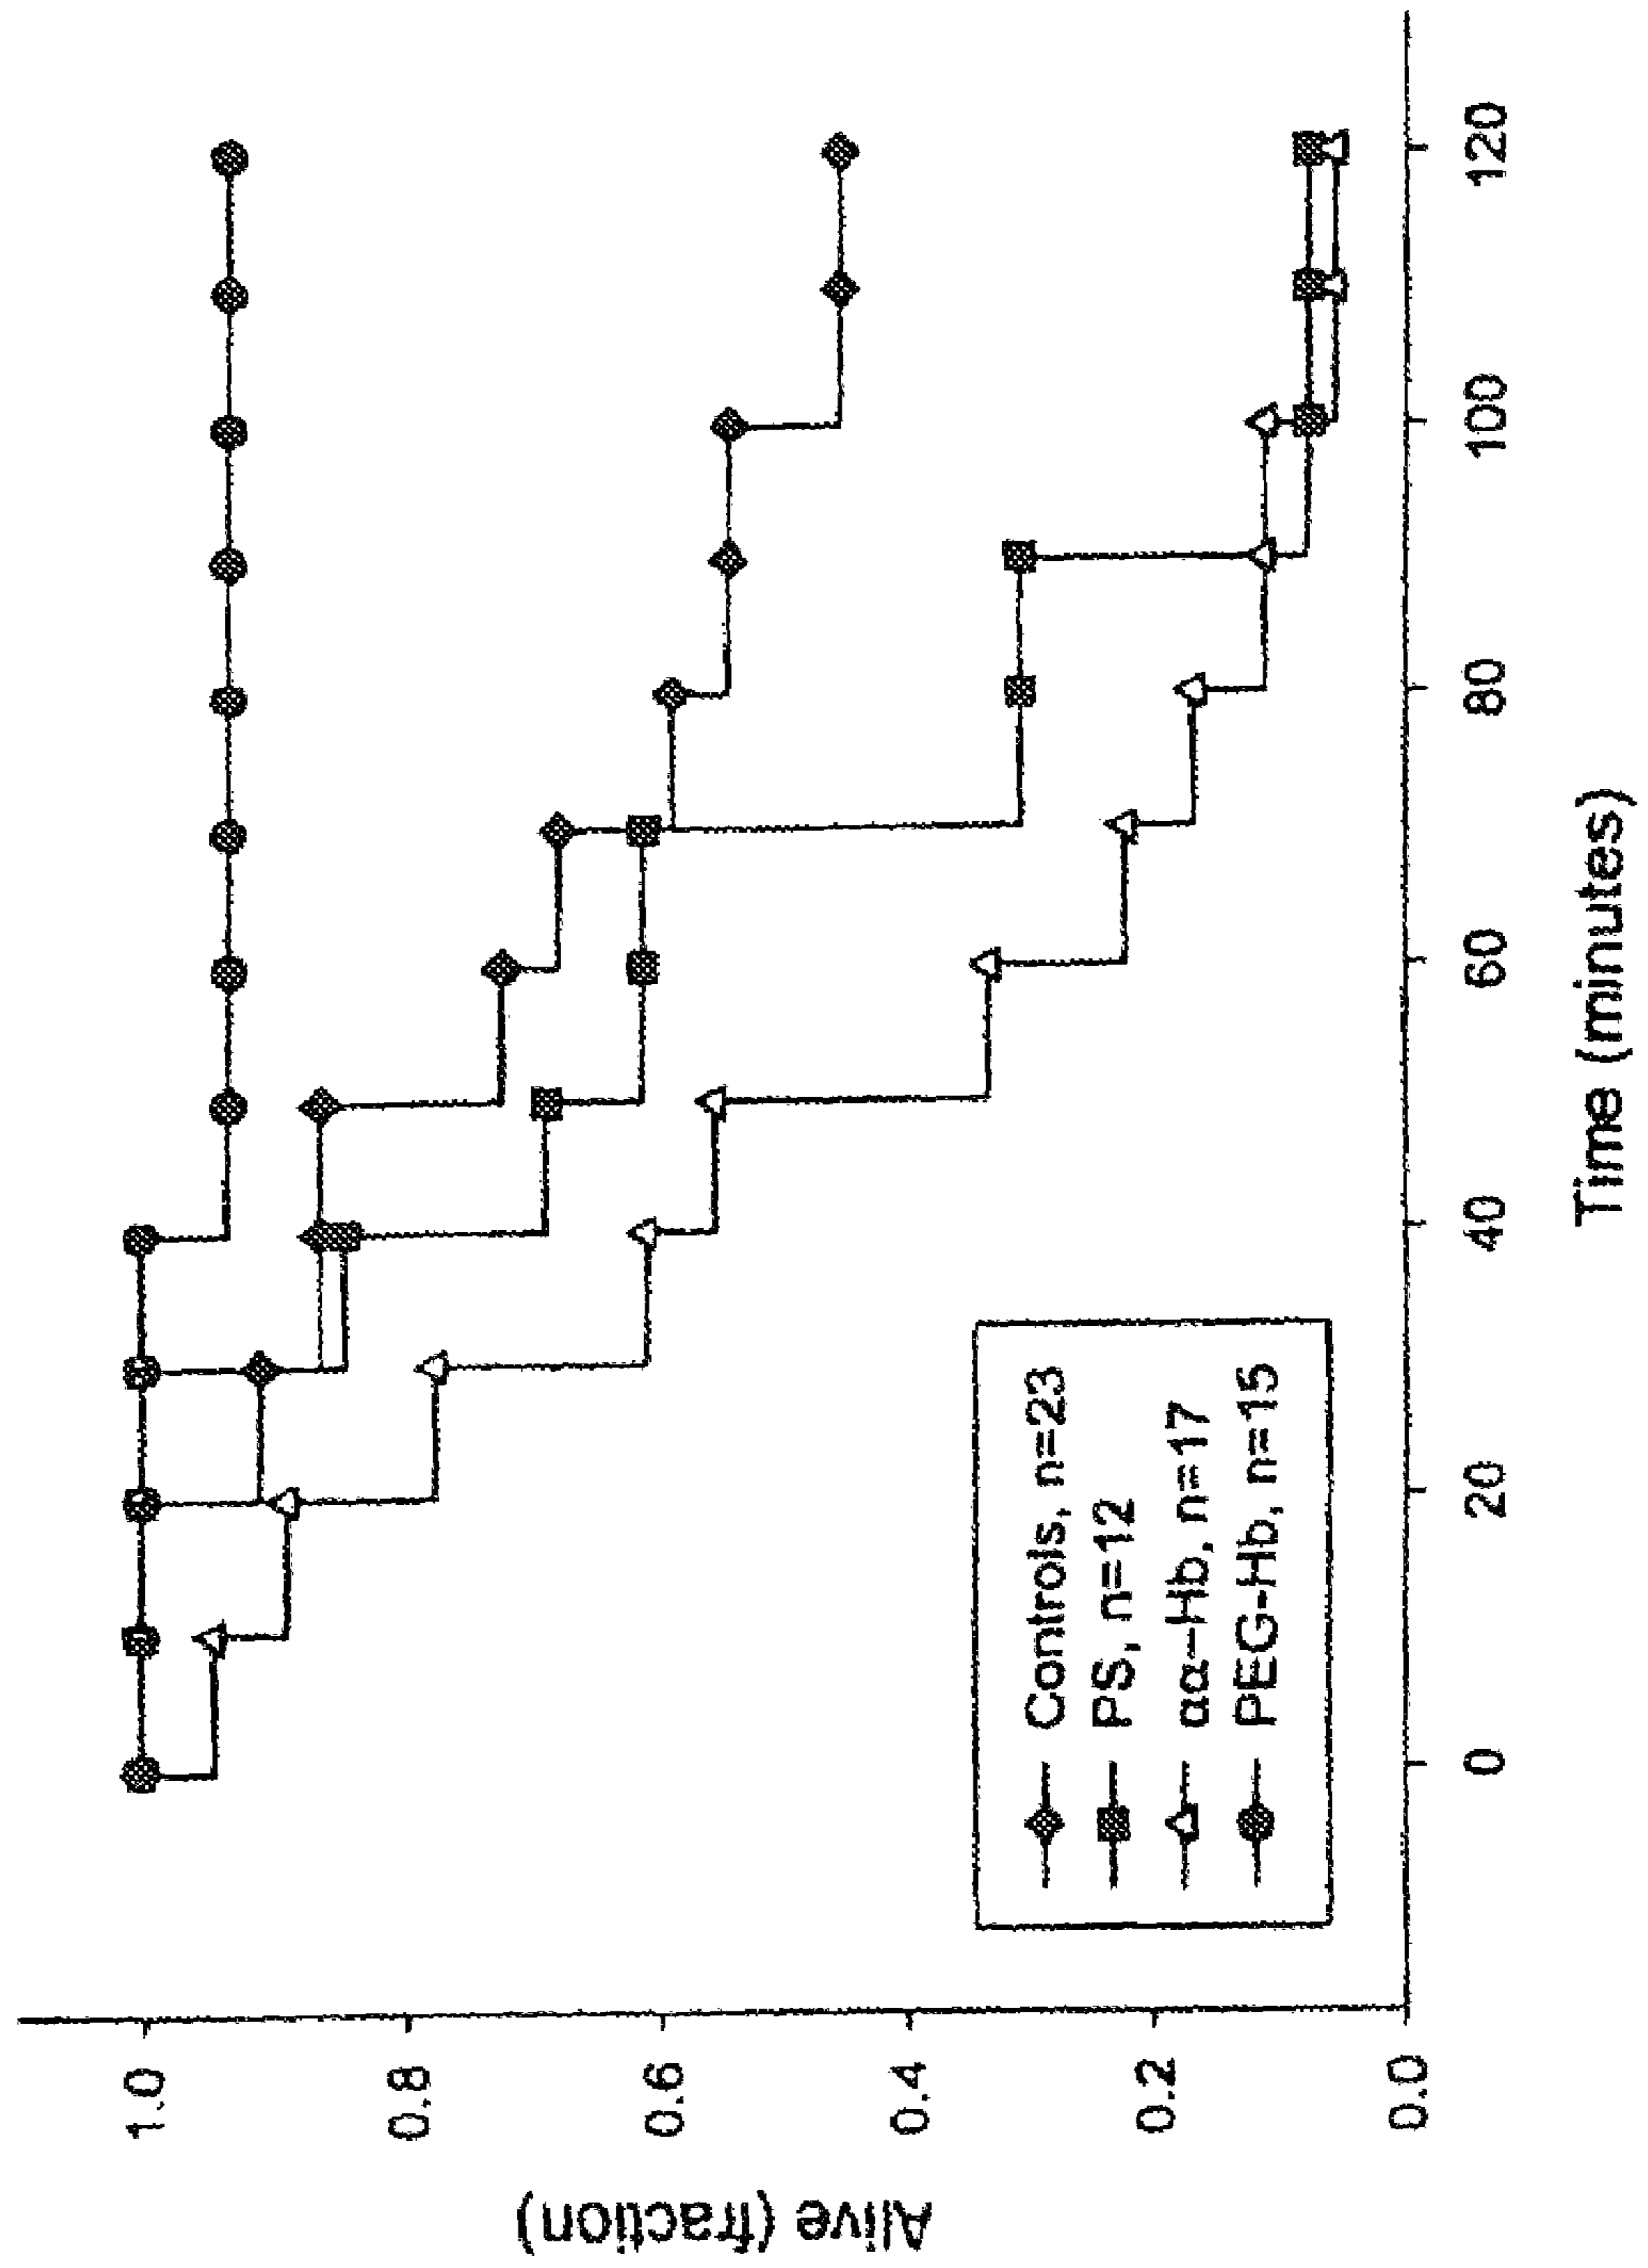 Alive (fraction)
1.0
0.8
0.6
0.4
0.2
0.0
Controls, n=23
PS, n=12
αα–Hb, n=17
PEG-Hb, n=15
0
20
40
60
80
100
120
Time (minutes)